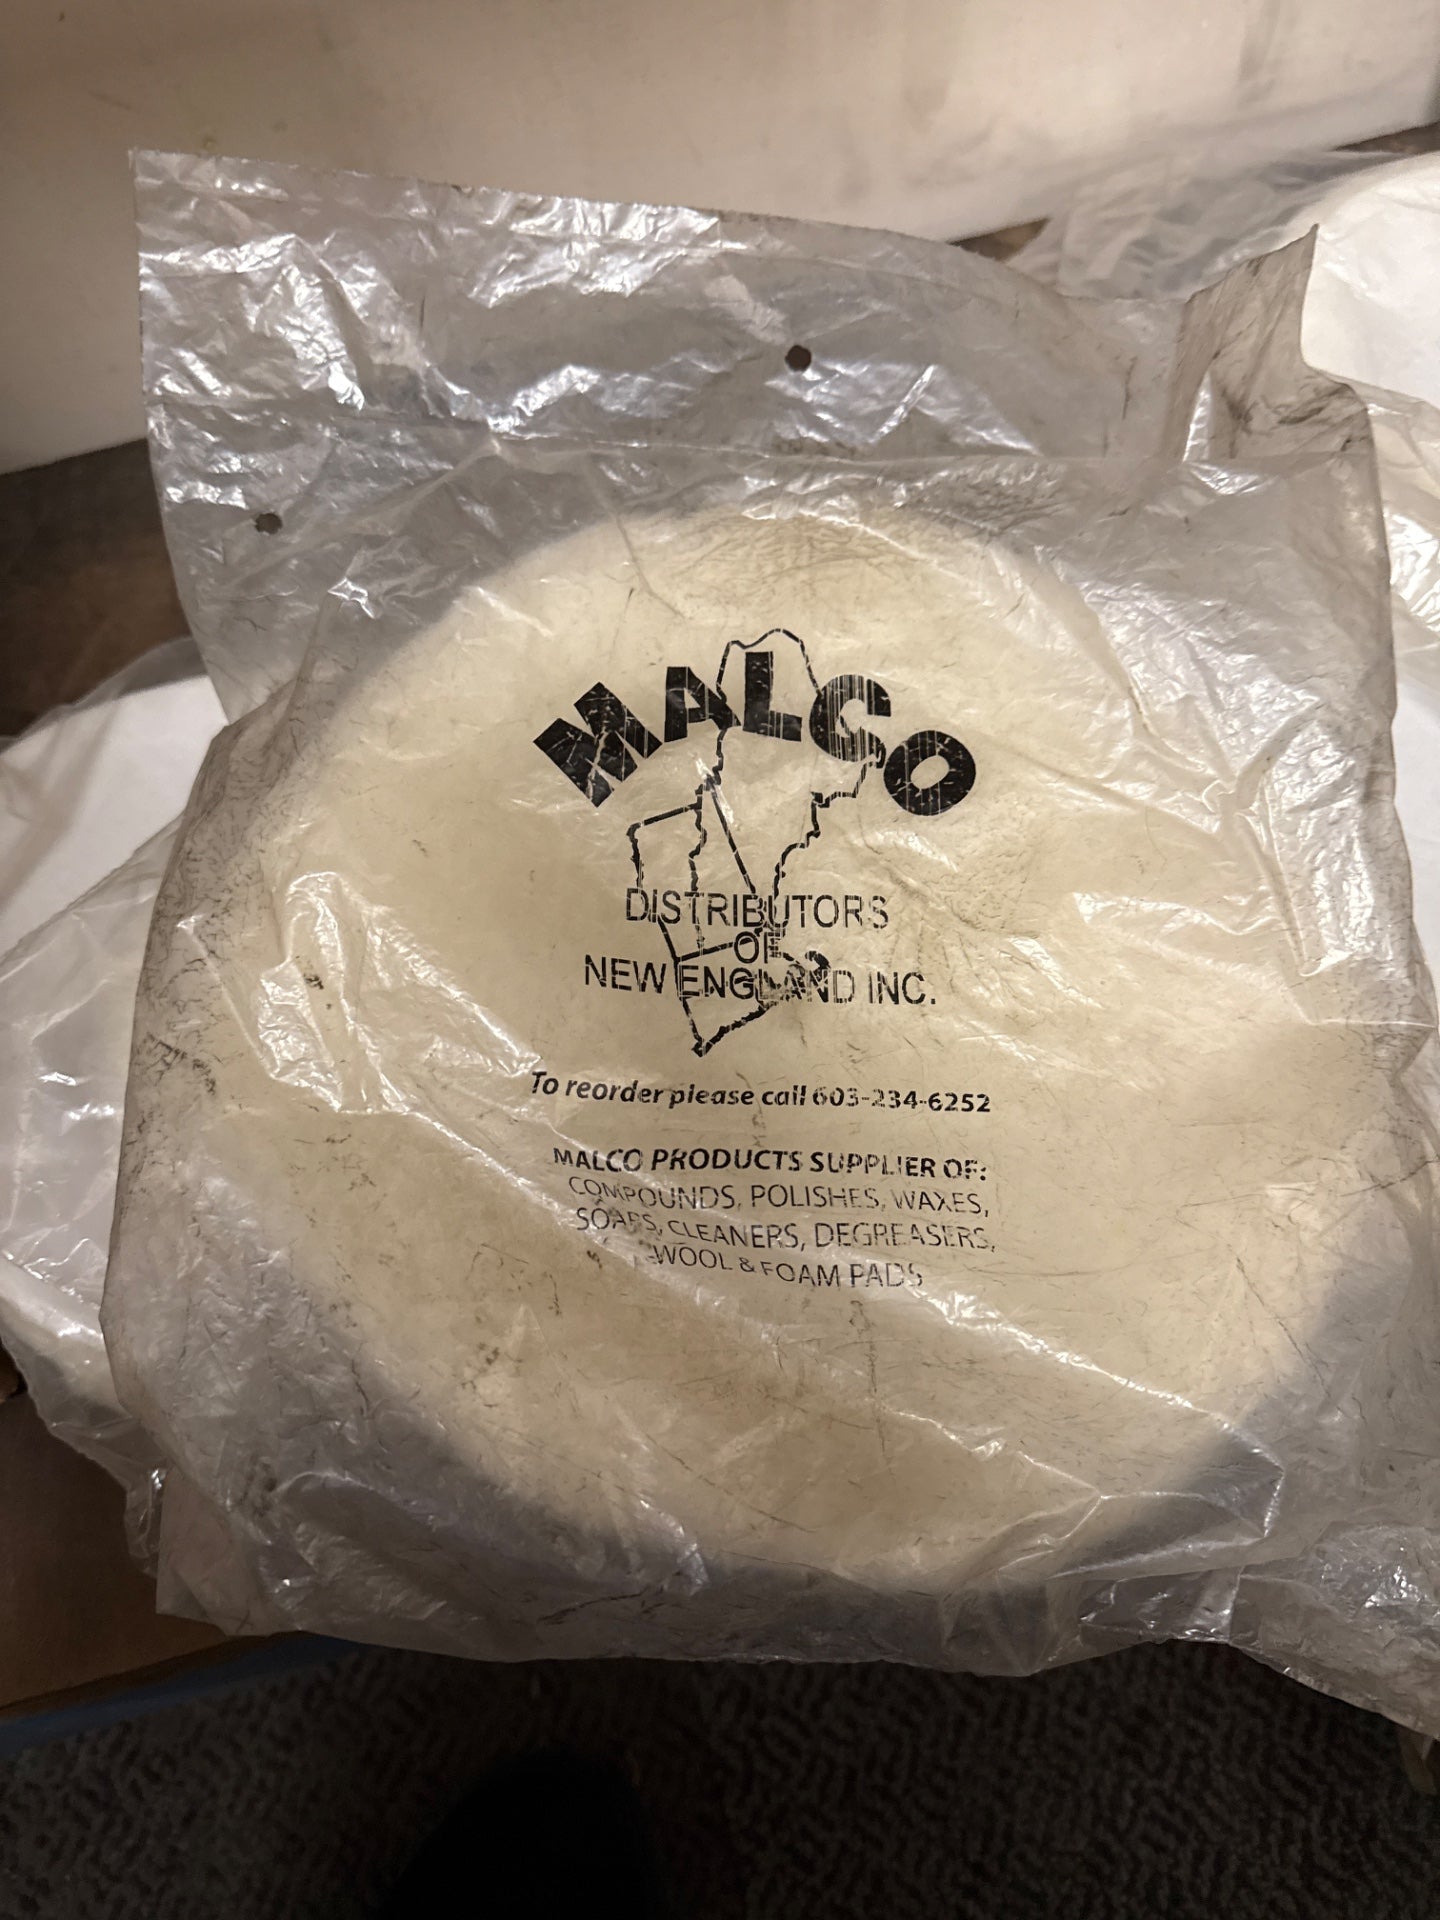 MALCO
DISTRIBUTORS
OF
NEW ENGLAND INC.
To reorder please call 603-234-6252
MALCO PRODUCTS SUPPLIER OF:
COMPOUNDS, POLISHES, WAXES,
SOAPS, CLEANERS, DEGREASERS,
WOOL & FOAM PADS